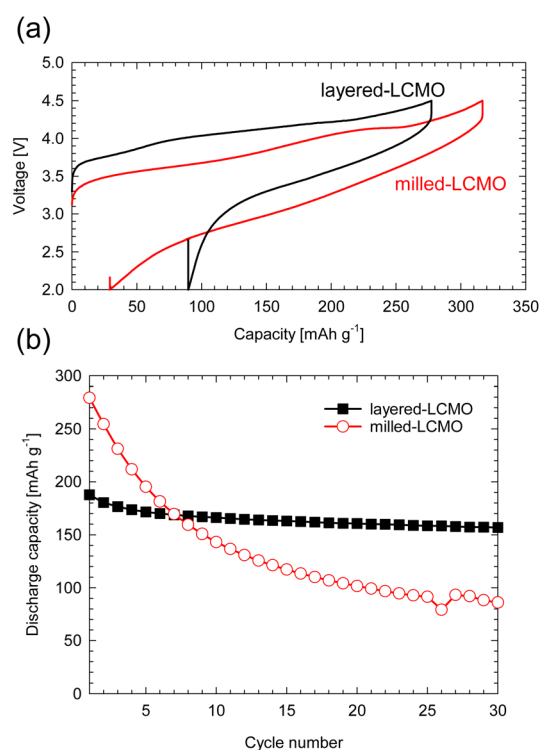 (a)
5.0
4.5
4.0
3.5
3.0
2.5
2.0
Voltage [V]
layered-LCMO
milled-LCMO
0 50 100 150 200 250 300 350
Capacity [mAh g⁻¹]
(b)
300
250
200
150
100
50
0
Discharge capacity [mAh g⁻¹]
layered-LCMO
milled-LCMO
5 10 15 20 25 30
Cycle number